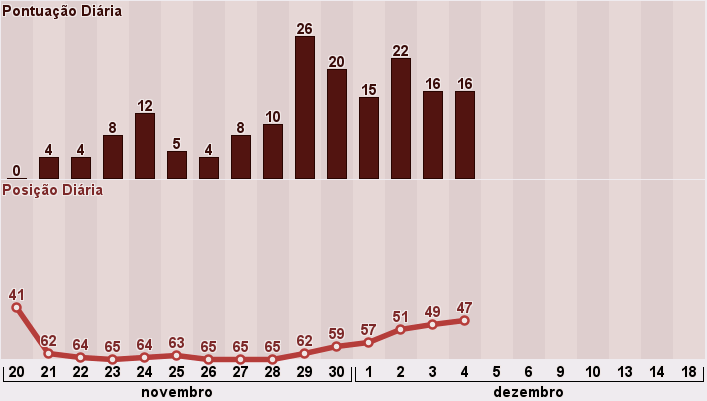 Pontuação Diária
0 4 4 8 12 5 4 8 10 26 20 15 22 16 16
Posição Diária
41 62 64 65 64 63 65 65 65 62 59 57 51 49 47
20 21 22 23 24 25 26 27 28 29 30 1 2 3 4 5 6 9 10 13 14 18
novembro dezembro